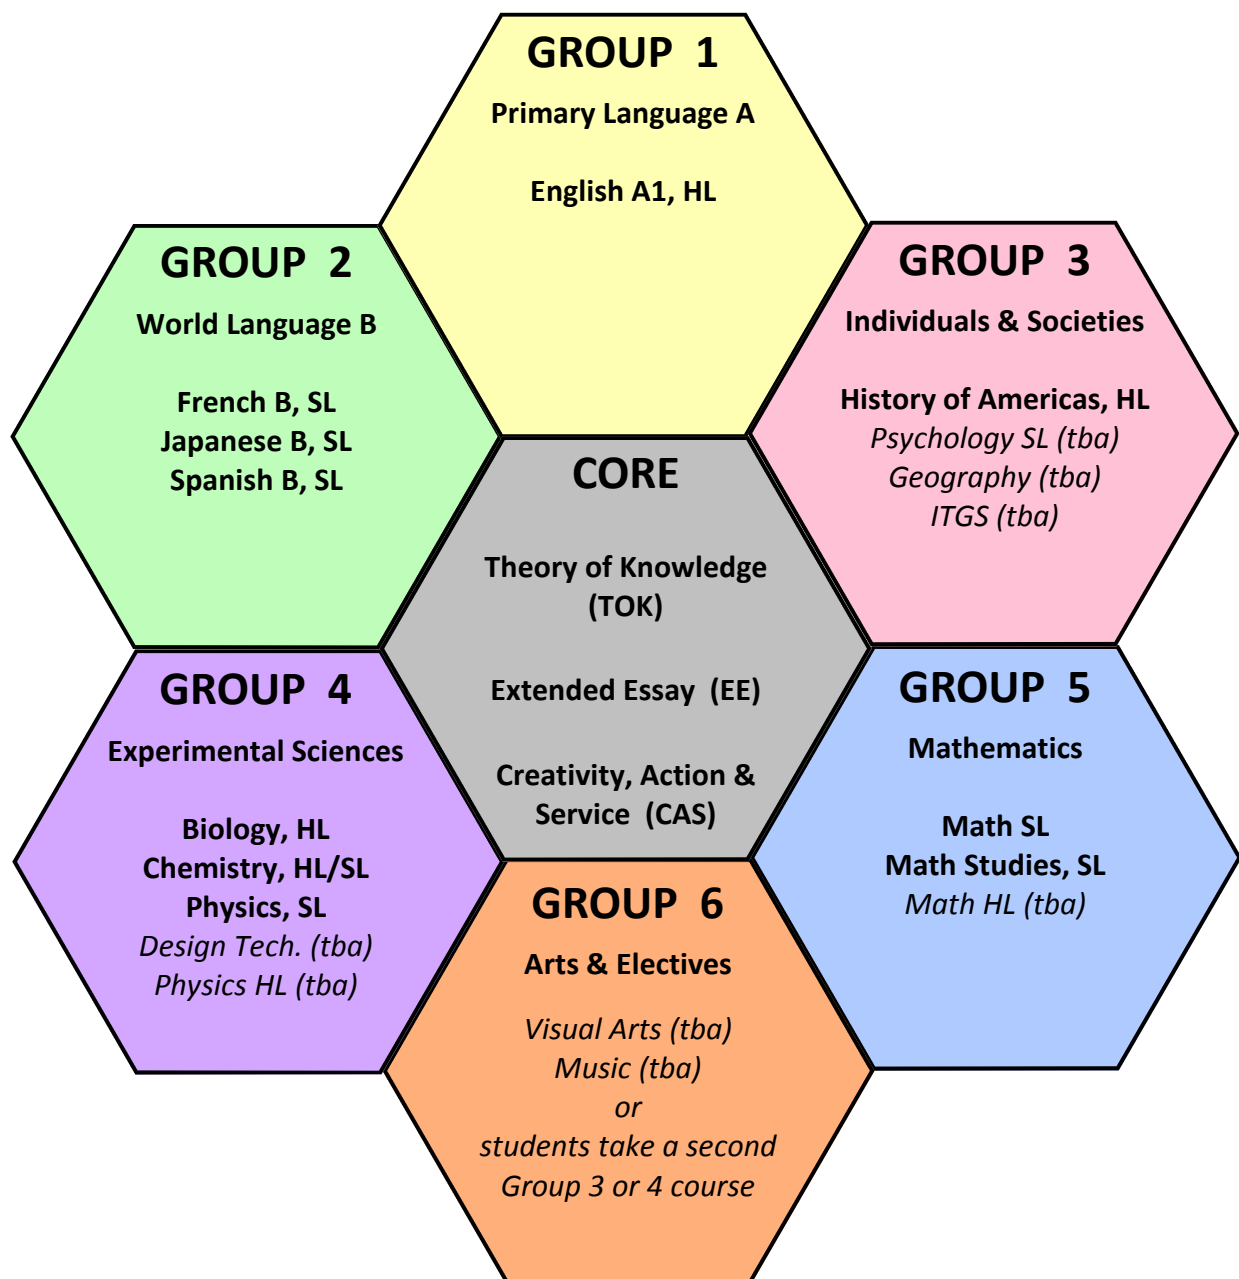 GROUP 1
Primary Language A
English A1, HL
GROUP 2
World Language B
French B, SL
Japanese B, SL
Spanish B, SL
GROUP 3
Individuals & Societies
History of Americas, HL
Psychology SL (tba)
Geography (tba)
ITGS (tba)
CORE
Theory of Knowledge
(TOK)
Extended Essay (EE)
Creativity, Action &
Service (CAS)
GROUP 4
Experimental Sciences
Biology, HL
Chemistry, HL/SL
Physics, SL
Design Tech. (tba)
Physics HL (tba)
GROUP 5
Mathematics
Math SL
Math Studies, SL
Math HL (tba)
GROUP 6
Arts & Electives
Visual Arts (tba)
Music (tba)
or
students take a second
Group 3 or 4 course